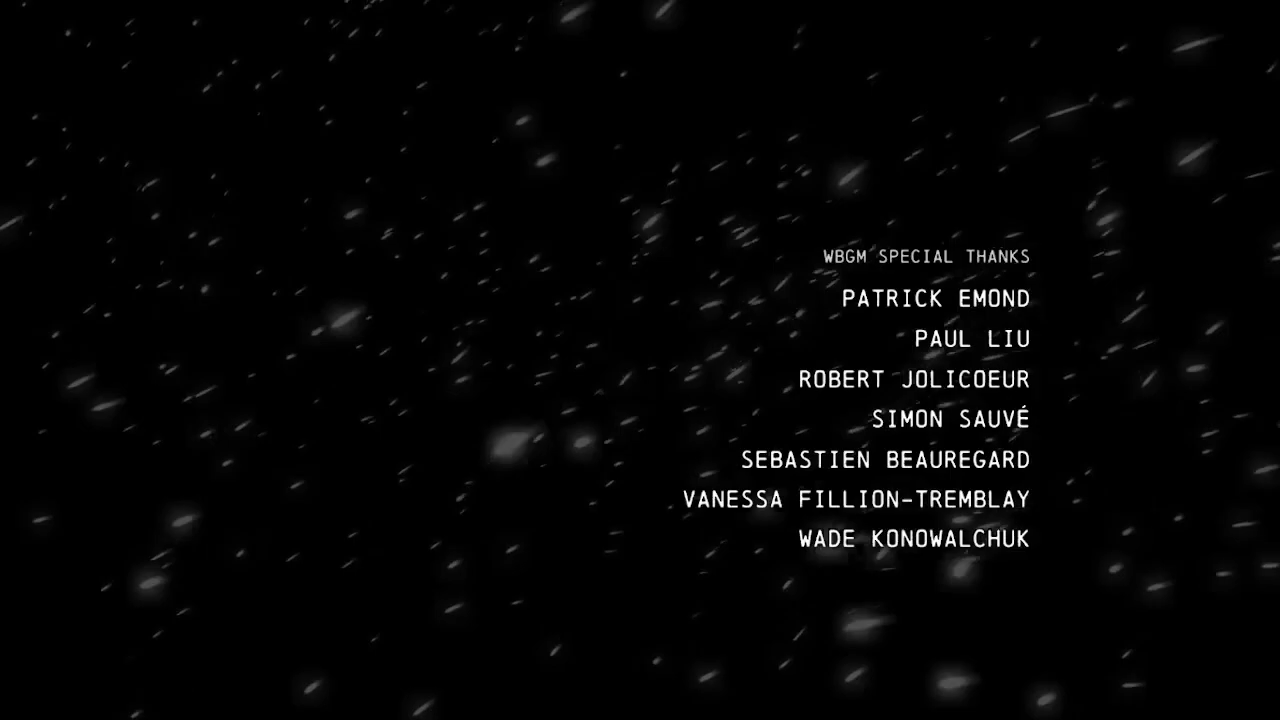 WBGM SPECIAL THANKS
PATRICK EMOND
PAUL LIU
ROBERT JOLICOEUR
SIMON SAUVÉ
SEBASTIEN BEAUREGARD
VANESSA FILLION-TREMBLAY
WADE KONOWALCHUK